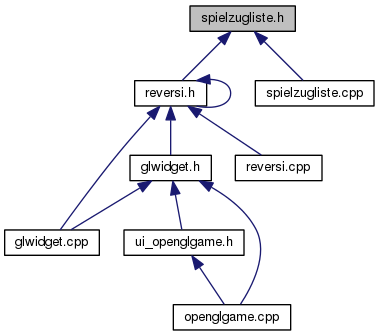 spielzugliste.h
reversi.h
spielzugliste.cpp
glwidget.h
reversi.cpp
glwidget.cpp
ui_openglgame.h
openglgame.cpp